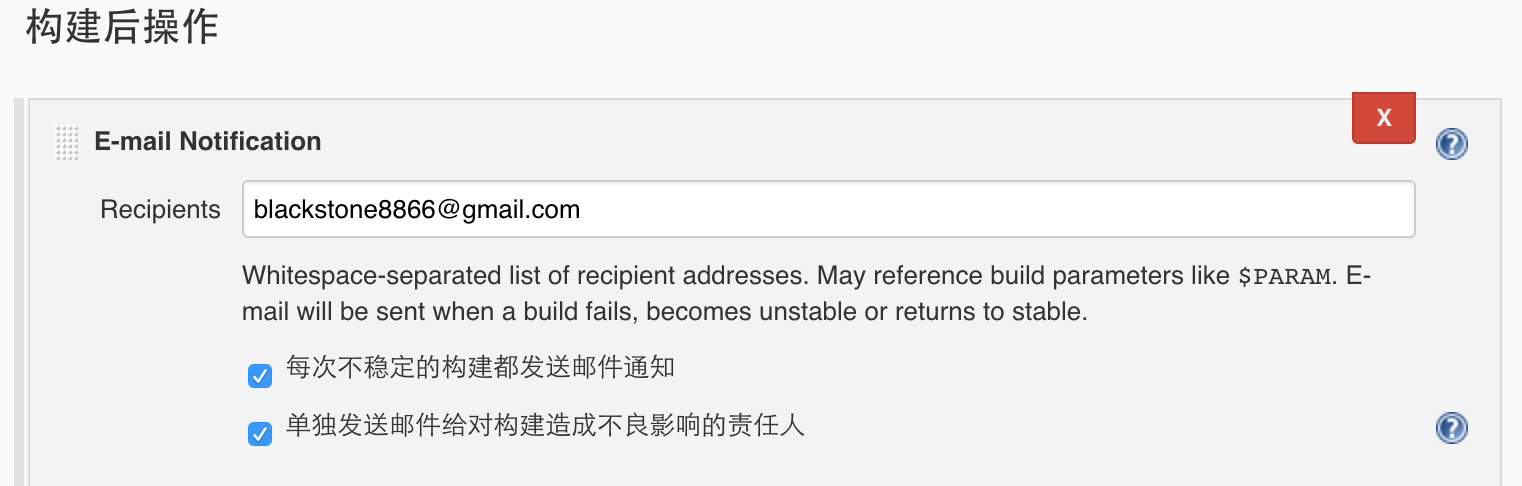 构建后操作
X
E-mail Notification
?
Recipients
blackstone8866@gmail.com
Whitespace-separated list of recipient addresses. May reference build parameters like $PARAM. E-
mail will be sent when a build fails, becomes unstable or returns to stable.
每次不稳定的构建都发送邮件通知
单独发送邮件给对构建造成不良影响的责任人
?